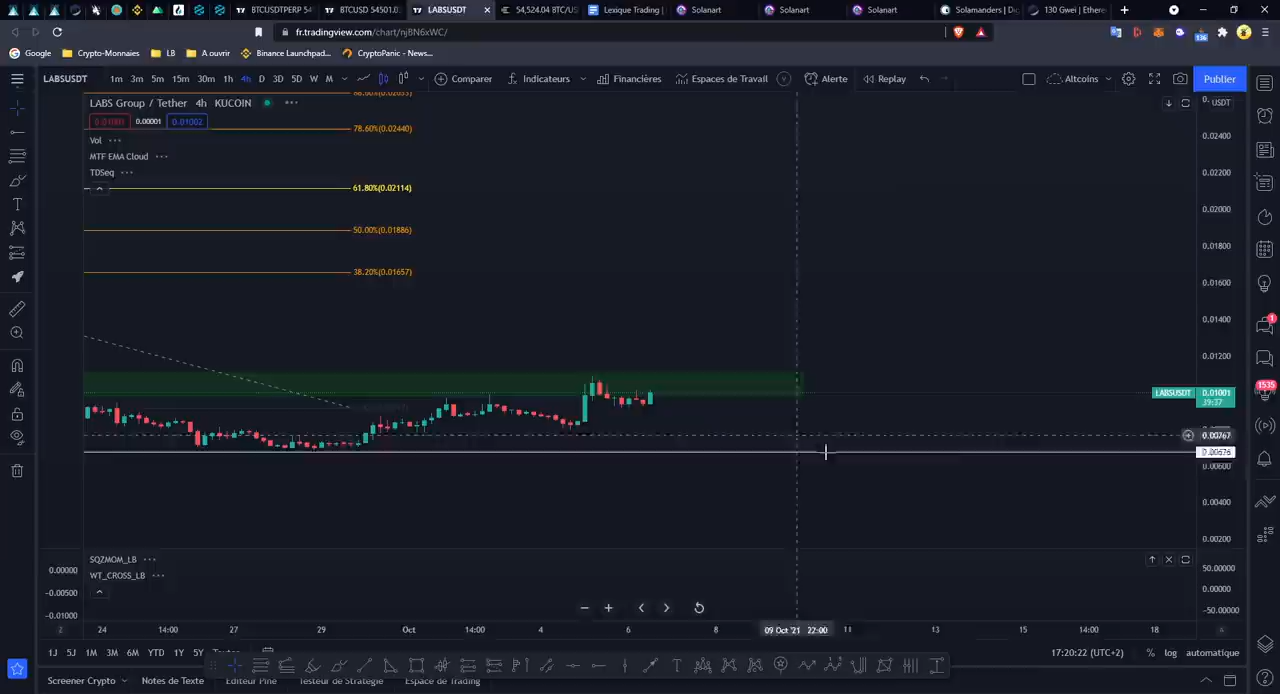 BTCUSDTPERP 54
BTCUSD 54501.0
LABSUSDT
54,524.04 BTC/US
Lexique Trading |
Solanart
Solanart
Solanart
Solamanders | Di
130 Gwei | Ethere
fr.tradingview.com/chart/njBN6xWC/
136
Google
Crypto-Monnaies
LB
A ouvrir
Binance Launchpad...
CryptoPanic - News...
LABSUSDT
1m 3m 5m 15m 30m 1h 4h D 3D 5D W M
Comparer
Indicateurs
Financières
Espaces de Travail
Alerte
Replay
Altcoins
Publier
LABS Group / Tether 4h KUCOIN
0.01001 0.00001 0.01002
Vol
MTF EMA Cloud
TDSeq
78.60%(0.02440)
61.80%(0.02114)
50.00%(0.01886)
38.20%(0.01657)
USDT
0.02400
0.02200
0.02000
0.01800
0.01600
0.01400
0.01200
LABSUSDT 0.01001
39:37
0.00767
0.00676
0.00600
0.00400
0.00200
1
1535
SQZMOM_LB
WT_CROSS_LB
0.00000
-0.00500
-0.01000
50.00000
0.00000
-50.00000
24 14:00 27 29 Oct 14:00 4 6 8 09 Oct '21 22:00 11 13 15 14:00 18
1J 5J 1M 3M 6M YTD 1Y 5Y Toutes
17:20:22 (UTC+2) % log automatique
Screener Crypto
Notes de Texte
Éditeur Pine
Testeur de Stratégie
Espace de Trading